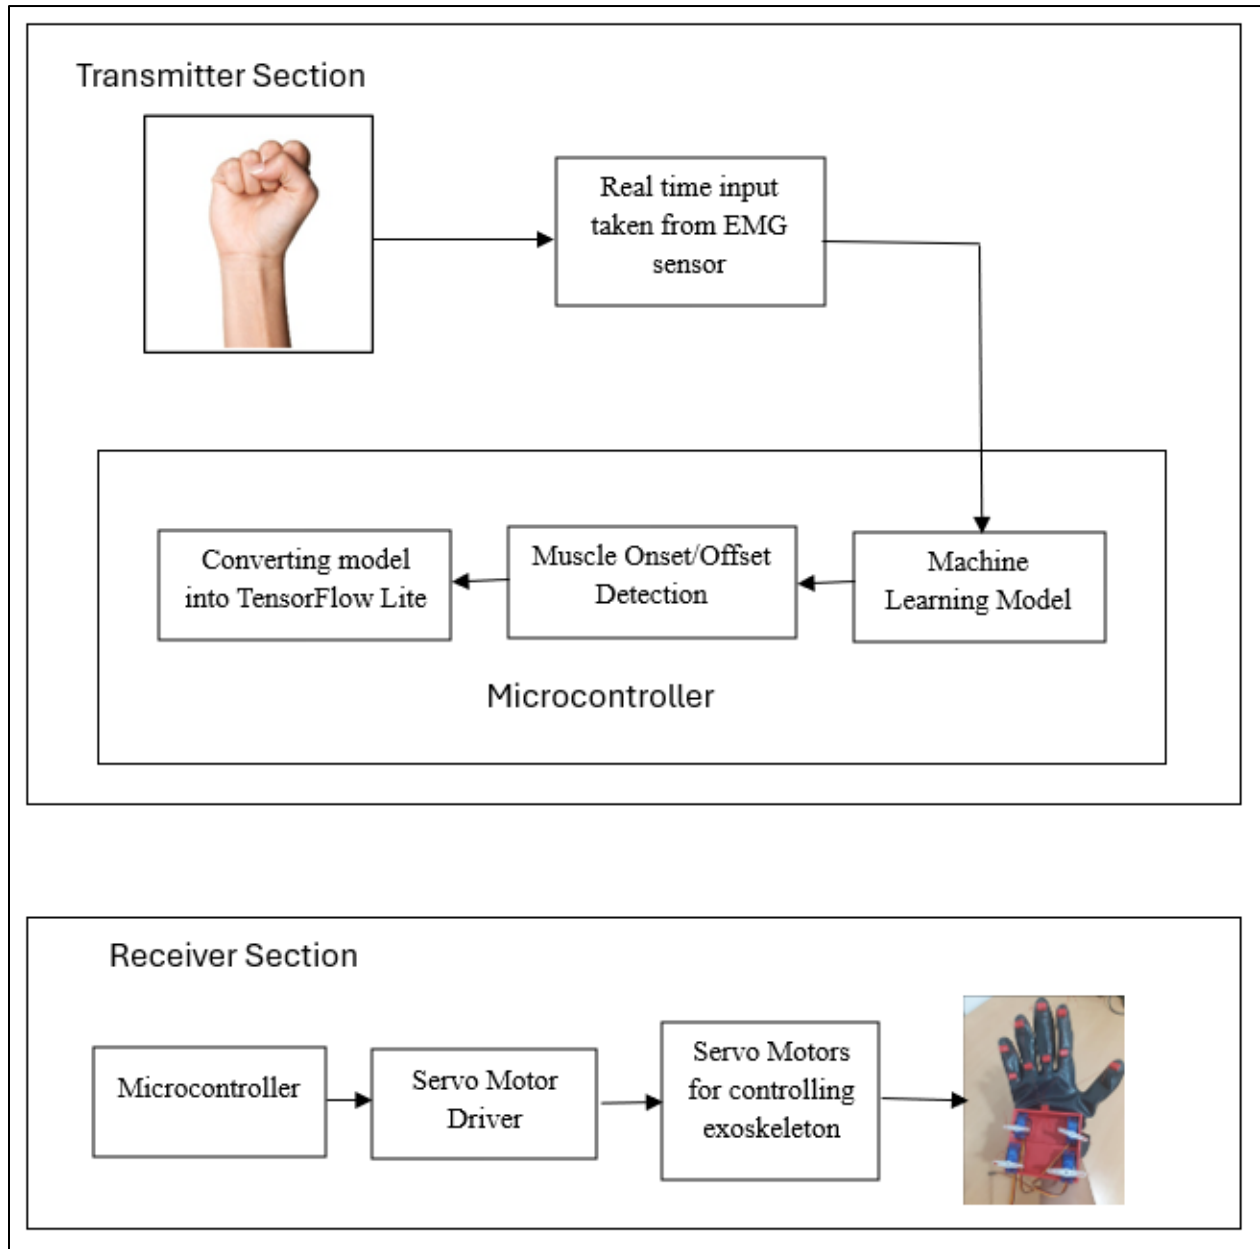 Transmitter Section
Real time input
taken from EMG
sensor
Converting model
into TensorFlow Lite
Muscle Onset/Offset
Detection
Machine
Learning Model
Microcontroller
Receiver Section
Microcontroller
Servo Motor
Driver
Servo Motors
for controlling
exoskeleton